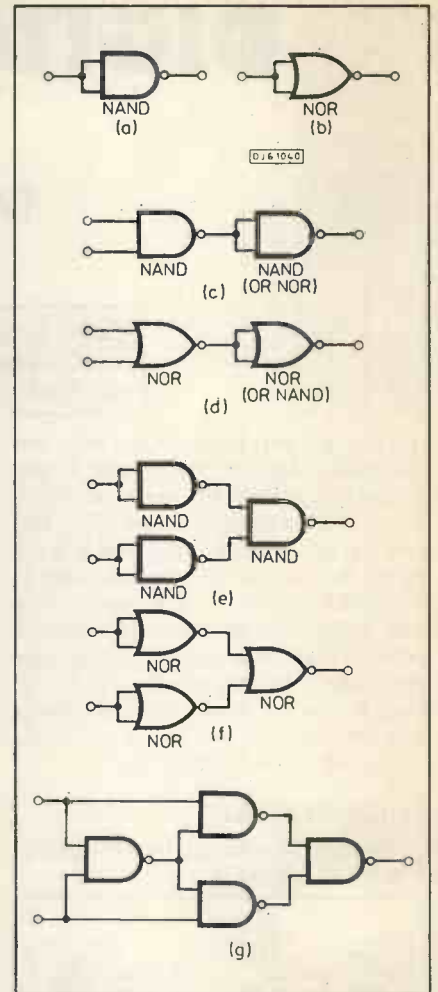 NAND NOR
(a) (b)
DJ61040
NAND NAND
(OR NOR)
(c)
NOR NOR
(OR NAND)
(d)
NAND
NAND
NAND
(e)
NOR
NOR
NOR
(f)
(g)